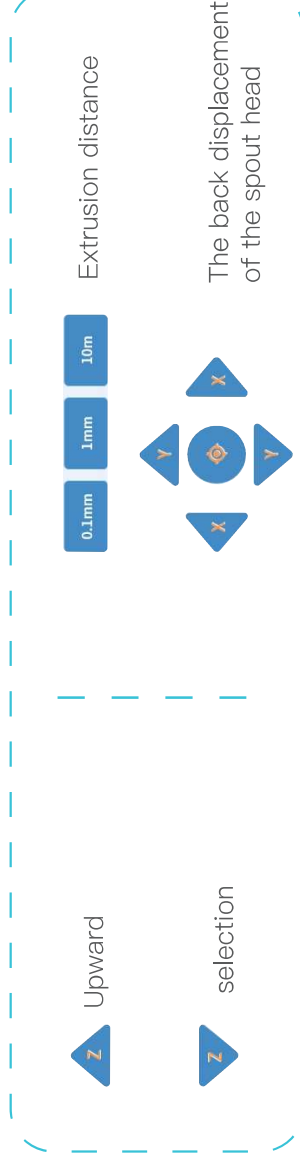 Z
Upward
Z
selection
0.1mm 1mm 10m
Extrusion distance
Y
X X
Y
The back displacement
of the spout head